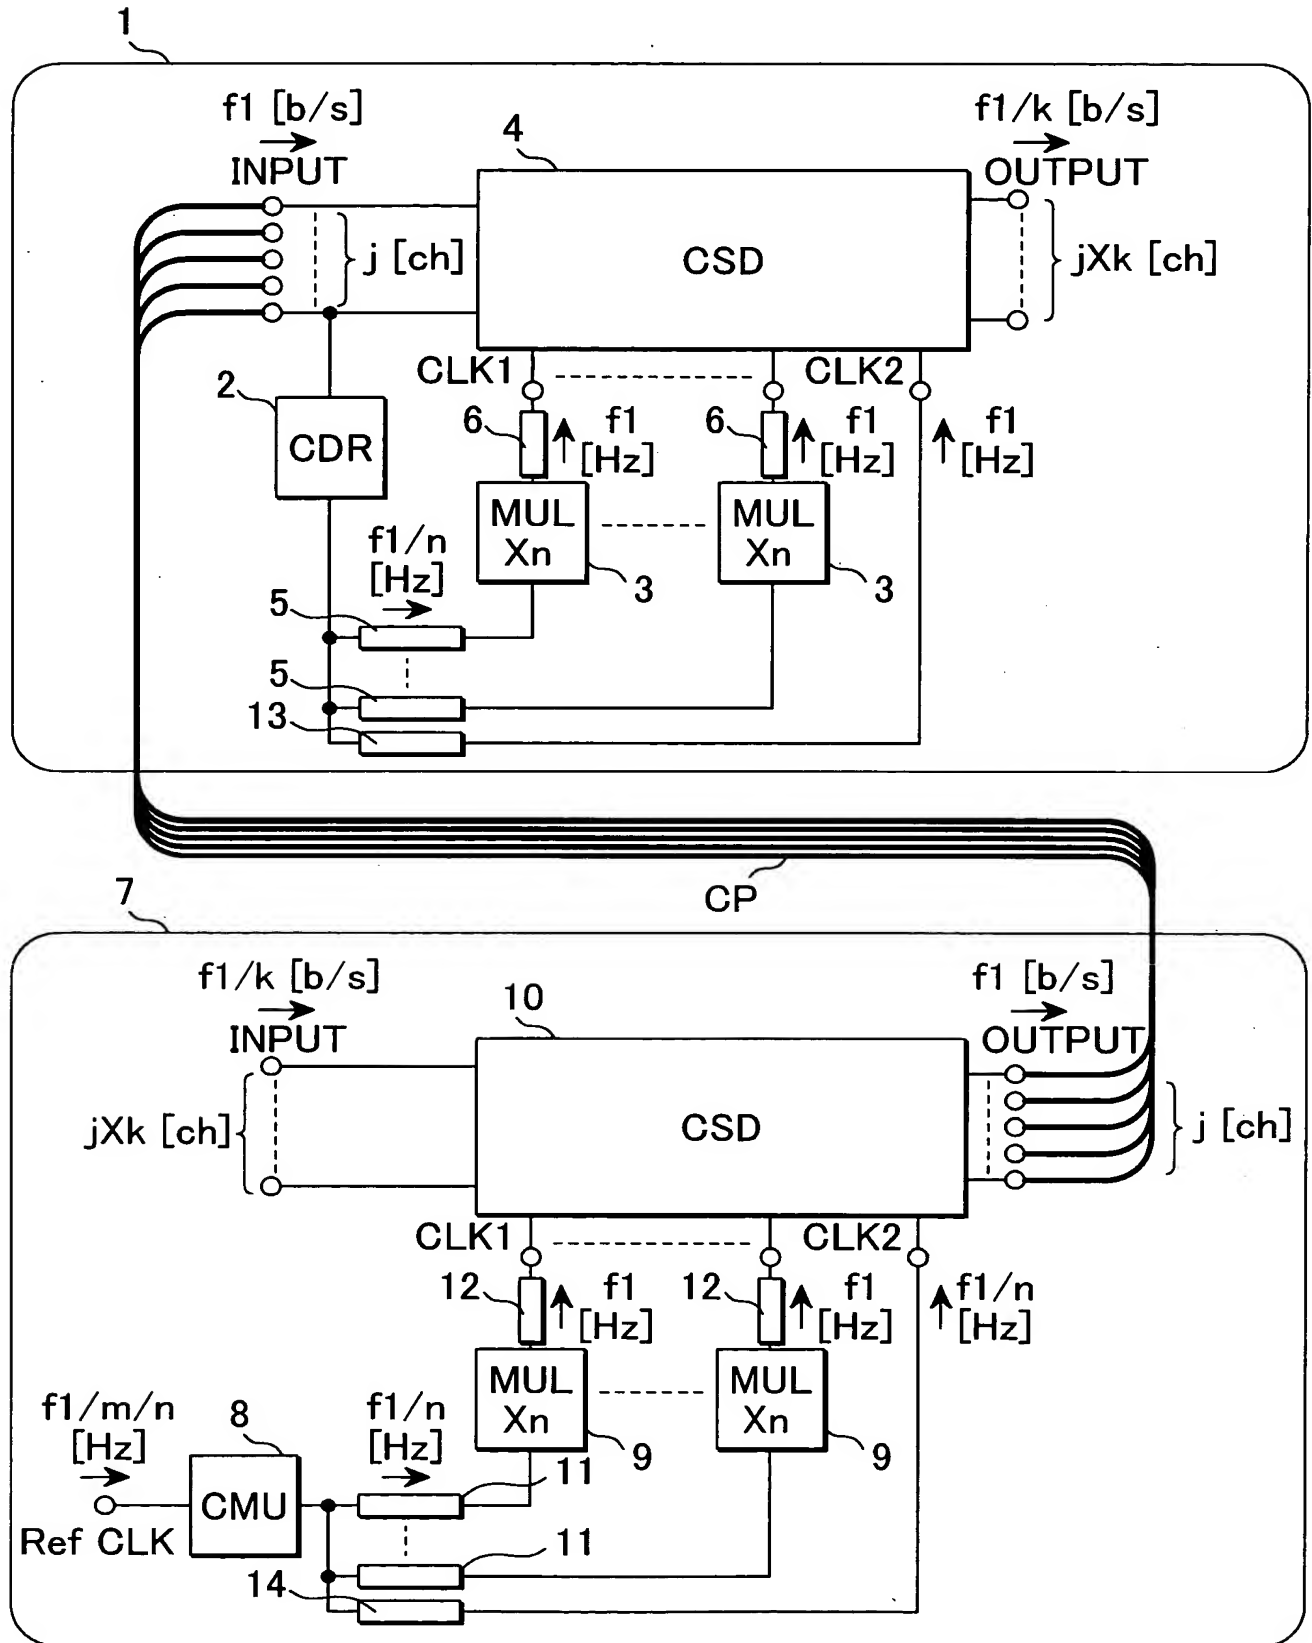 1
f1 [b/s]
INPUT
j [ch]
4
CSD
f1/k [b/s]
OUTPUT
jXk [ch]
2
CDR
CLK1
CLK2
6
f1
[Hz]
6
f1
[Hz]
f1
[Hz]
MUL
Xn
3
MUL
Xn
3
f1/n
[Hz]
5
5
13
CP
7
f1/k [b/s]
INPUT
jXk [ch]
10
CSD
f1 [b/s]
OUTPUT
j [ch]
CLK1
CLK2
12
f1
[Hz]
12
f1
[Hz]
f1/n
[Hz]
MUL
Xn
9
MUL
Xn
9
f1/m/n
[Hz]
8
CMU
Ref CLK
f1/n
[Hz]
11
11
14